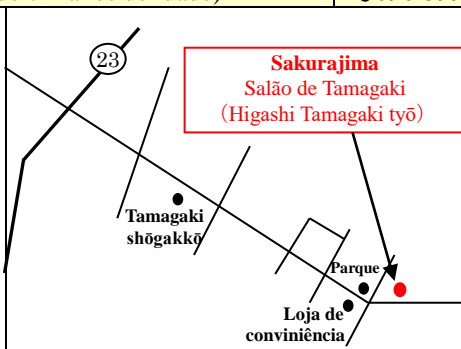 23
Sakurajima
Salão de Tamagaki
(Higashi Tamagaki tyō)
Tamagaki
shōgakkō
Parque
Loja de
conviniência